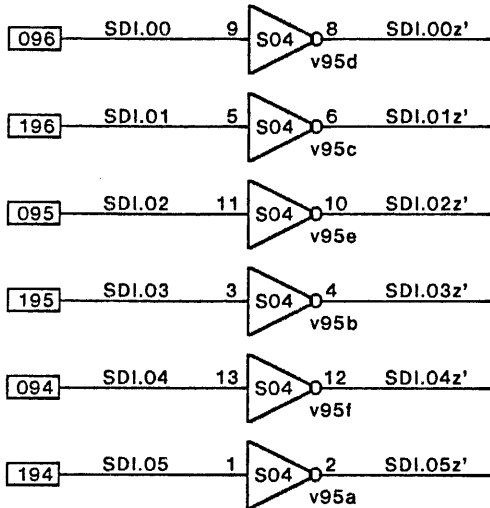 096 SDI.00 9 S04 8 SDI.00z'
v95d
196 SDI.01 5 S04 6 SDI.01z'
v95c
095 SDI.02 11 S04 10 SDI.02z'
v95e
195 SDI.03 3 S04 4 SDI.03z'
v95b
094 SDI.04 13 S04 12 SDI.04z'
v95f
194 SDI.05 1 S04 2 SDI.05z'
v95a